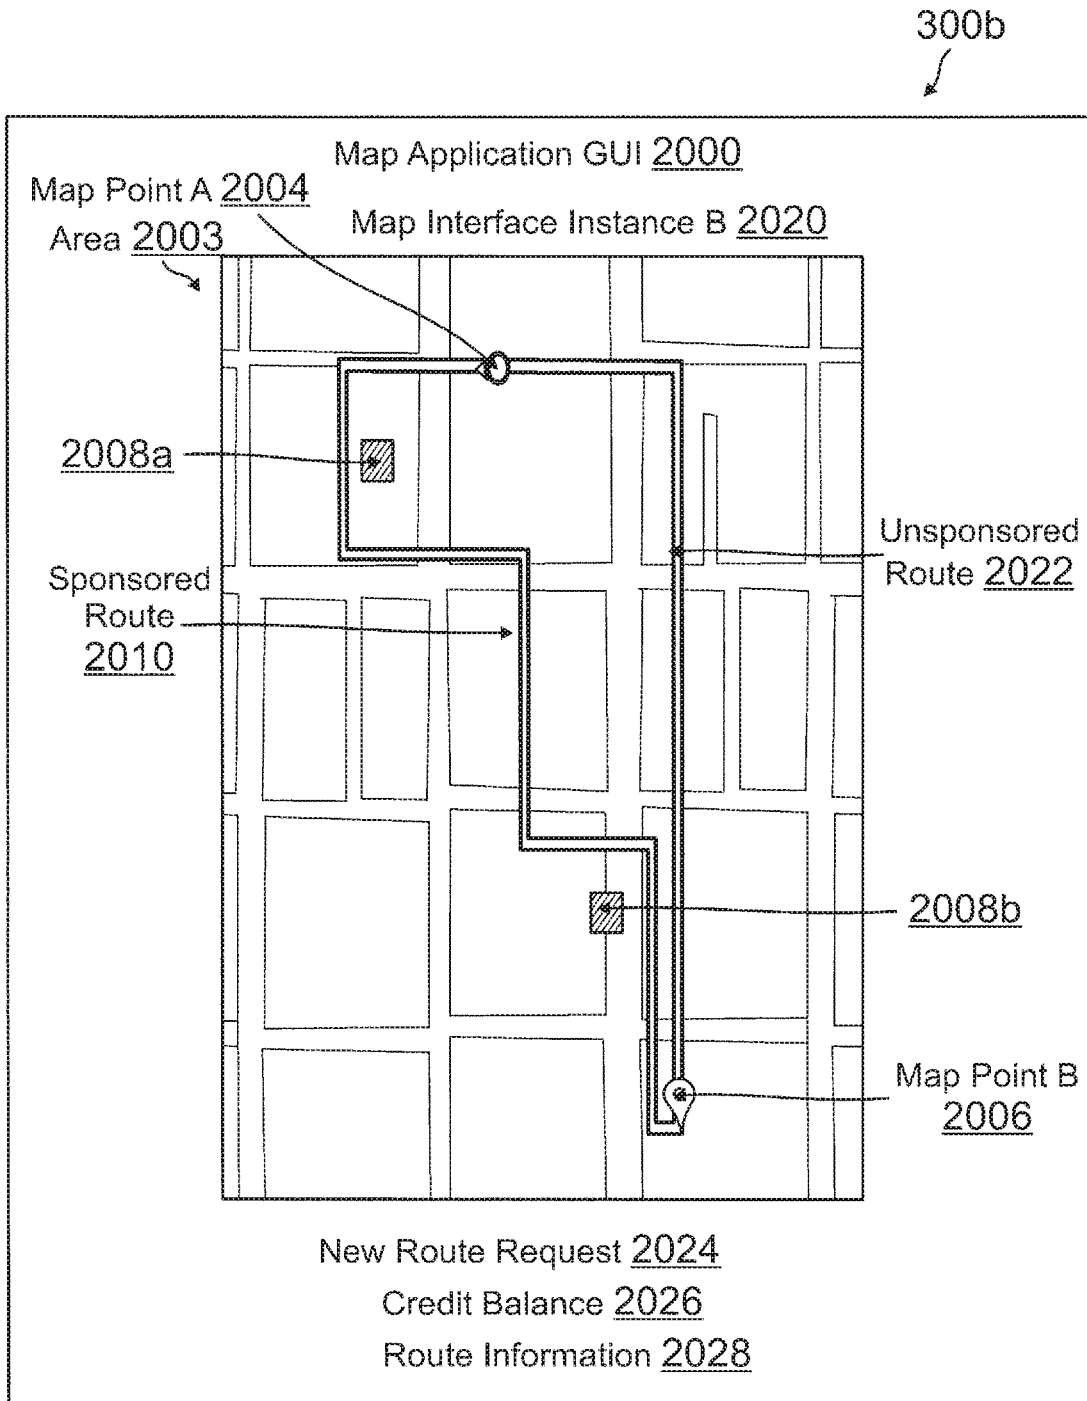 300b
Map Application GUI 2000
Map Point A 2004
Map Interface Instance B 2020
Area 2003
2008a
Unsponsored
Route 2022
Sponsored
Route
2010
2008b
Map Point B
2006
New Route Request 2024
Credit Balance 2026
Route Information 2028